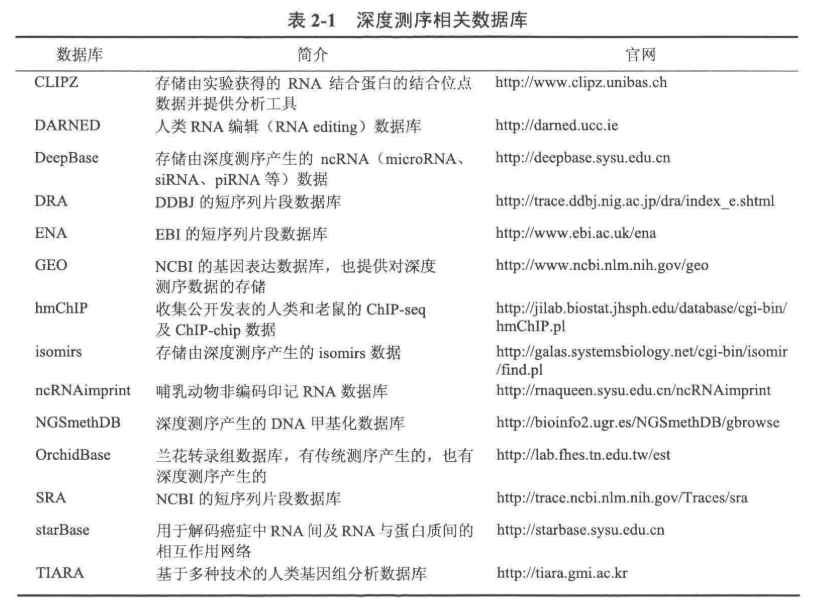 表 2-1 深度测序相关数据库
数据库 简介 官网
CLIPZ 存储由实验获得的 RNA 结合蛋白的结合位点 http://www.clipz.unibas.ch
数据并提供分析工具
DARNED 人类 RNA 编辑（RNA editing）数据库 http://darned.ucc.ie
DeepBase 存储由深度测序产生的 ncRNA（microRNA、 http://deepbase.sysu.edu.cn
siRNA、piRNA 等）数据
DRA DDBJ 的短序列片段数据库 http://trace.ddbj.nig.ac.jp/dra/index_e.shtml
ENA EBI 的短序列片段数据库 http://www.ebi.ac.uk/ena
GEO NCBI 的基因表达数据库，也提供对深度 http://www.ncbi.nlm.nih.gov/geo
测序数据的存储
hmChIP 收集公开发表的人类和老鼠的 ChIP-seq http://jilab.biostat.jhsph.edu/database/cgi-bin/
及 ChIP-chip 数据 hmChIP.pl
isomirs 存储由深度测序产生的 isomirs 数据 http://galas.systemsbiology.net/cgi-bin/isomir
/find.pl
ncRNAimprint 哺乳动物非编码印记 RNA 数据库 http://rnaqueen.sysu.edu.cn/ncRNAimprint
NGSmethDB 深度测序产生的 DNA 甲基化数据库 http://bioinfo2.ugr.es/NGSmethDB/gbrowse
OrchidBase 兰花转录组数据库，有传统测序产生的，也有 http://lab.fhes.tn.edu.tw/est
深度测序产生的
SRA NCBI 的短序列片段数据库 http://trace.ncbi.nlm.nih.gov/Traces/sra
starBase 用于解码癌症中 RNA 间及 RNA 与蛋白质间的 http://starbase.sysu.edu.cn
相互作用网络
TIARA 基于多种技术的人类基因组分析数据库 http://tiara.gmi.ac.kr